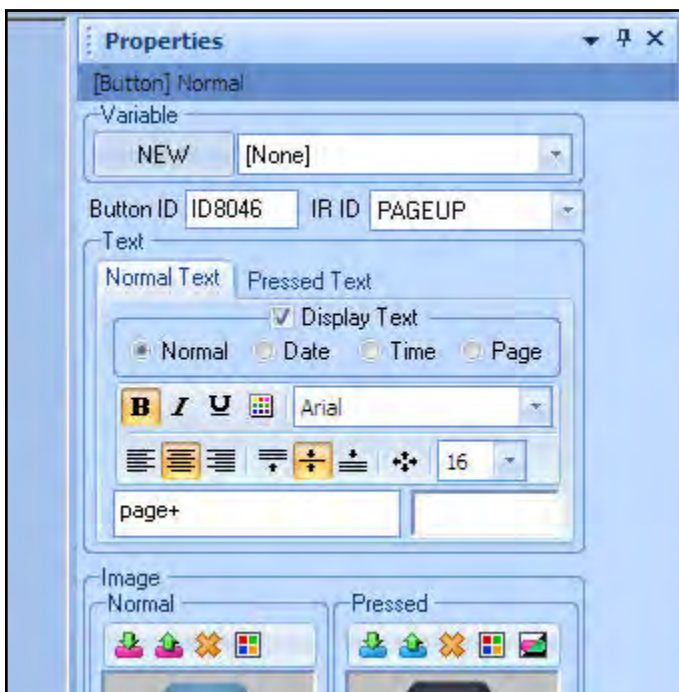 Properties
[Button] Normal
Variable
NEW [None]
Button ID ID8046 IR ID PAGEUP
Text
Normal Text Pressed Text
Display Text
Normal Date Time Page
B I U Arial
16
page+
Image
Normal Pressed